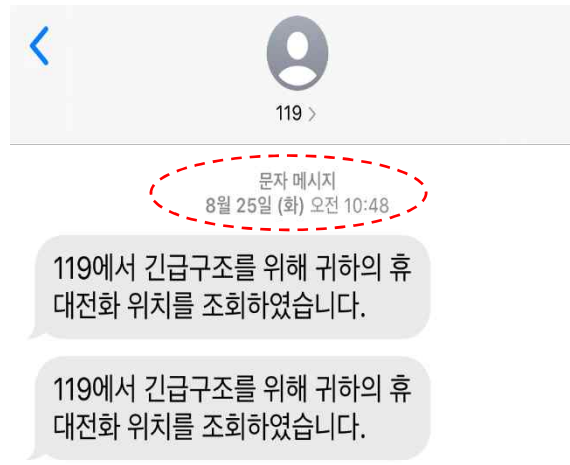 119 >
문자 메시지
8월 25일 (화) 오전 10:48
119에서 긴급구조를 위해 귀하의 휴
대전화 위치를 조회하였습니다.
119에서 긴급구조를 위해 귀하의 휴
대전화 위치를 조회하였습니다.